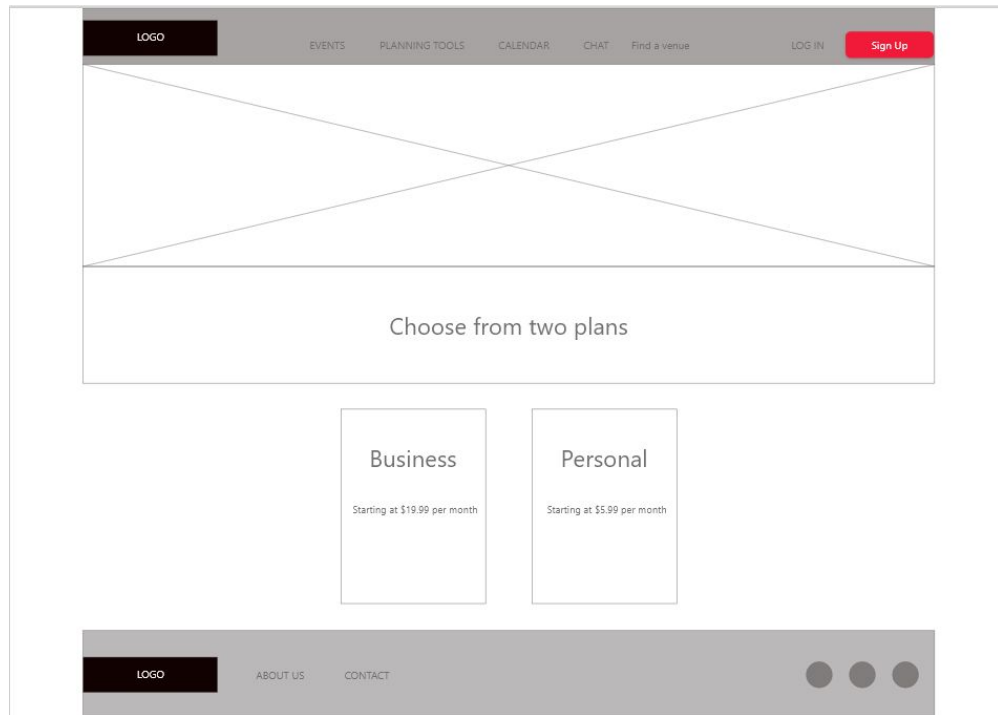 LOGO
EVENTS PLANNING TOOLS CALENDAR CHAT Find a venue LOG IN Sign Up
Choose from two plans
Business Personal
Starting at $19.99 per month Starting at $5.99 per month
LOGO ABOUT US CONTACT